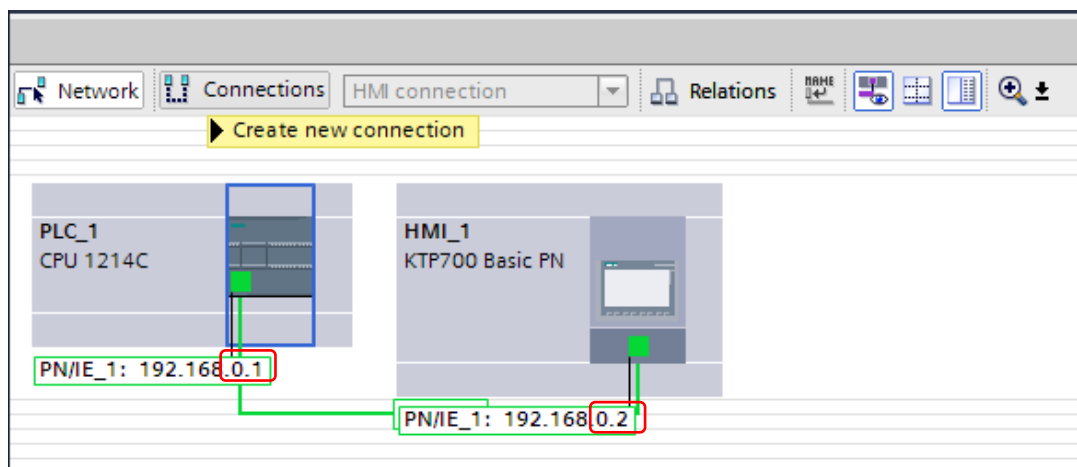 Network Connections HMI connection Relations NAME
Create new connection
PLC_1
CPU 1214C
HMI_1
KTP700 Basic PN
PN/IE_1: 192.168.0.1
PN/IE_1: 192.168.0.2